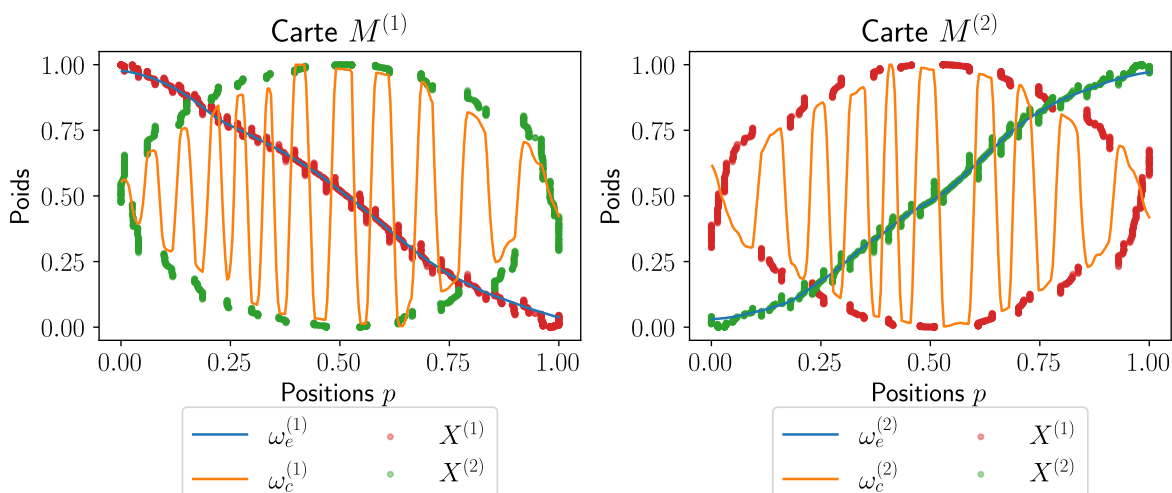 Carte $M^{(1)}$
Poids
1.00
0.75
0.50
0.25
0.00
0.00 0.25 0.50 0.75 1.00
Positions $p$
$\omega_e^{(1)}$ $X^{(1)}$
$\omega_c^{(1)}$ $X^{(2)}$
Carte $M^{(2)}$
Poids
1.00
0.75
0.50
0.25
0.00
0.00 0.25 0.50 0.75 1.00
Positions $p$
$\omega_e^{(2)}$ $X^{(1)}$
$\omega_c^{(2)}$ $X^{(2)}$